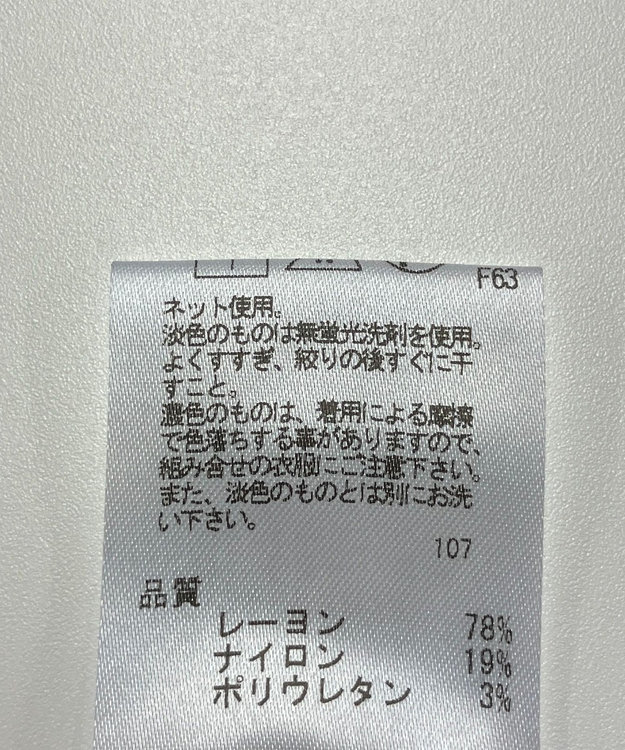 F63
ネット使用。
淡色のものは無蛍光洗剤を使用。
よくすすぎ、絞りの後すぐに干
すこと。
濃色のものは、着用による摩擦
で色落ちする事がありますので、
組み合せの衣服にご注意下さい。
また、淡色のものとは別にお洗
い下さい。
107
品質
レーヨン 78%
ナイロン 19%
ポリウレタン 3%